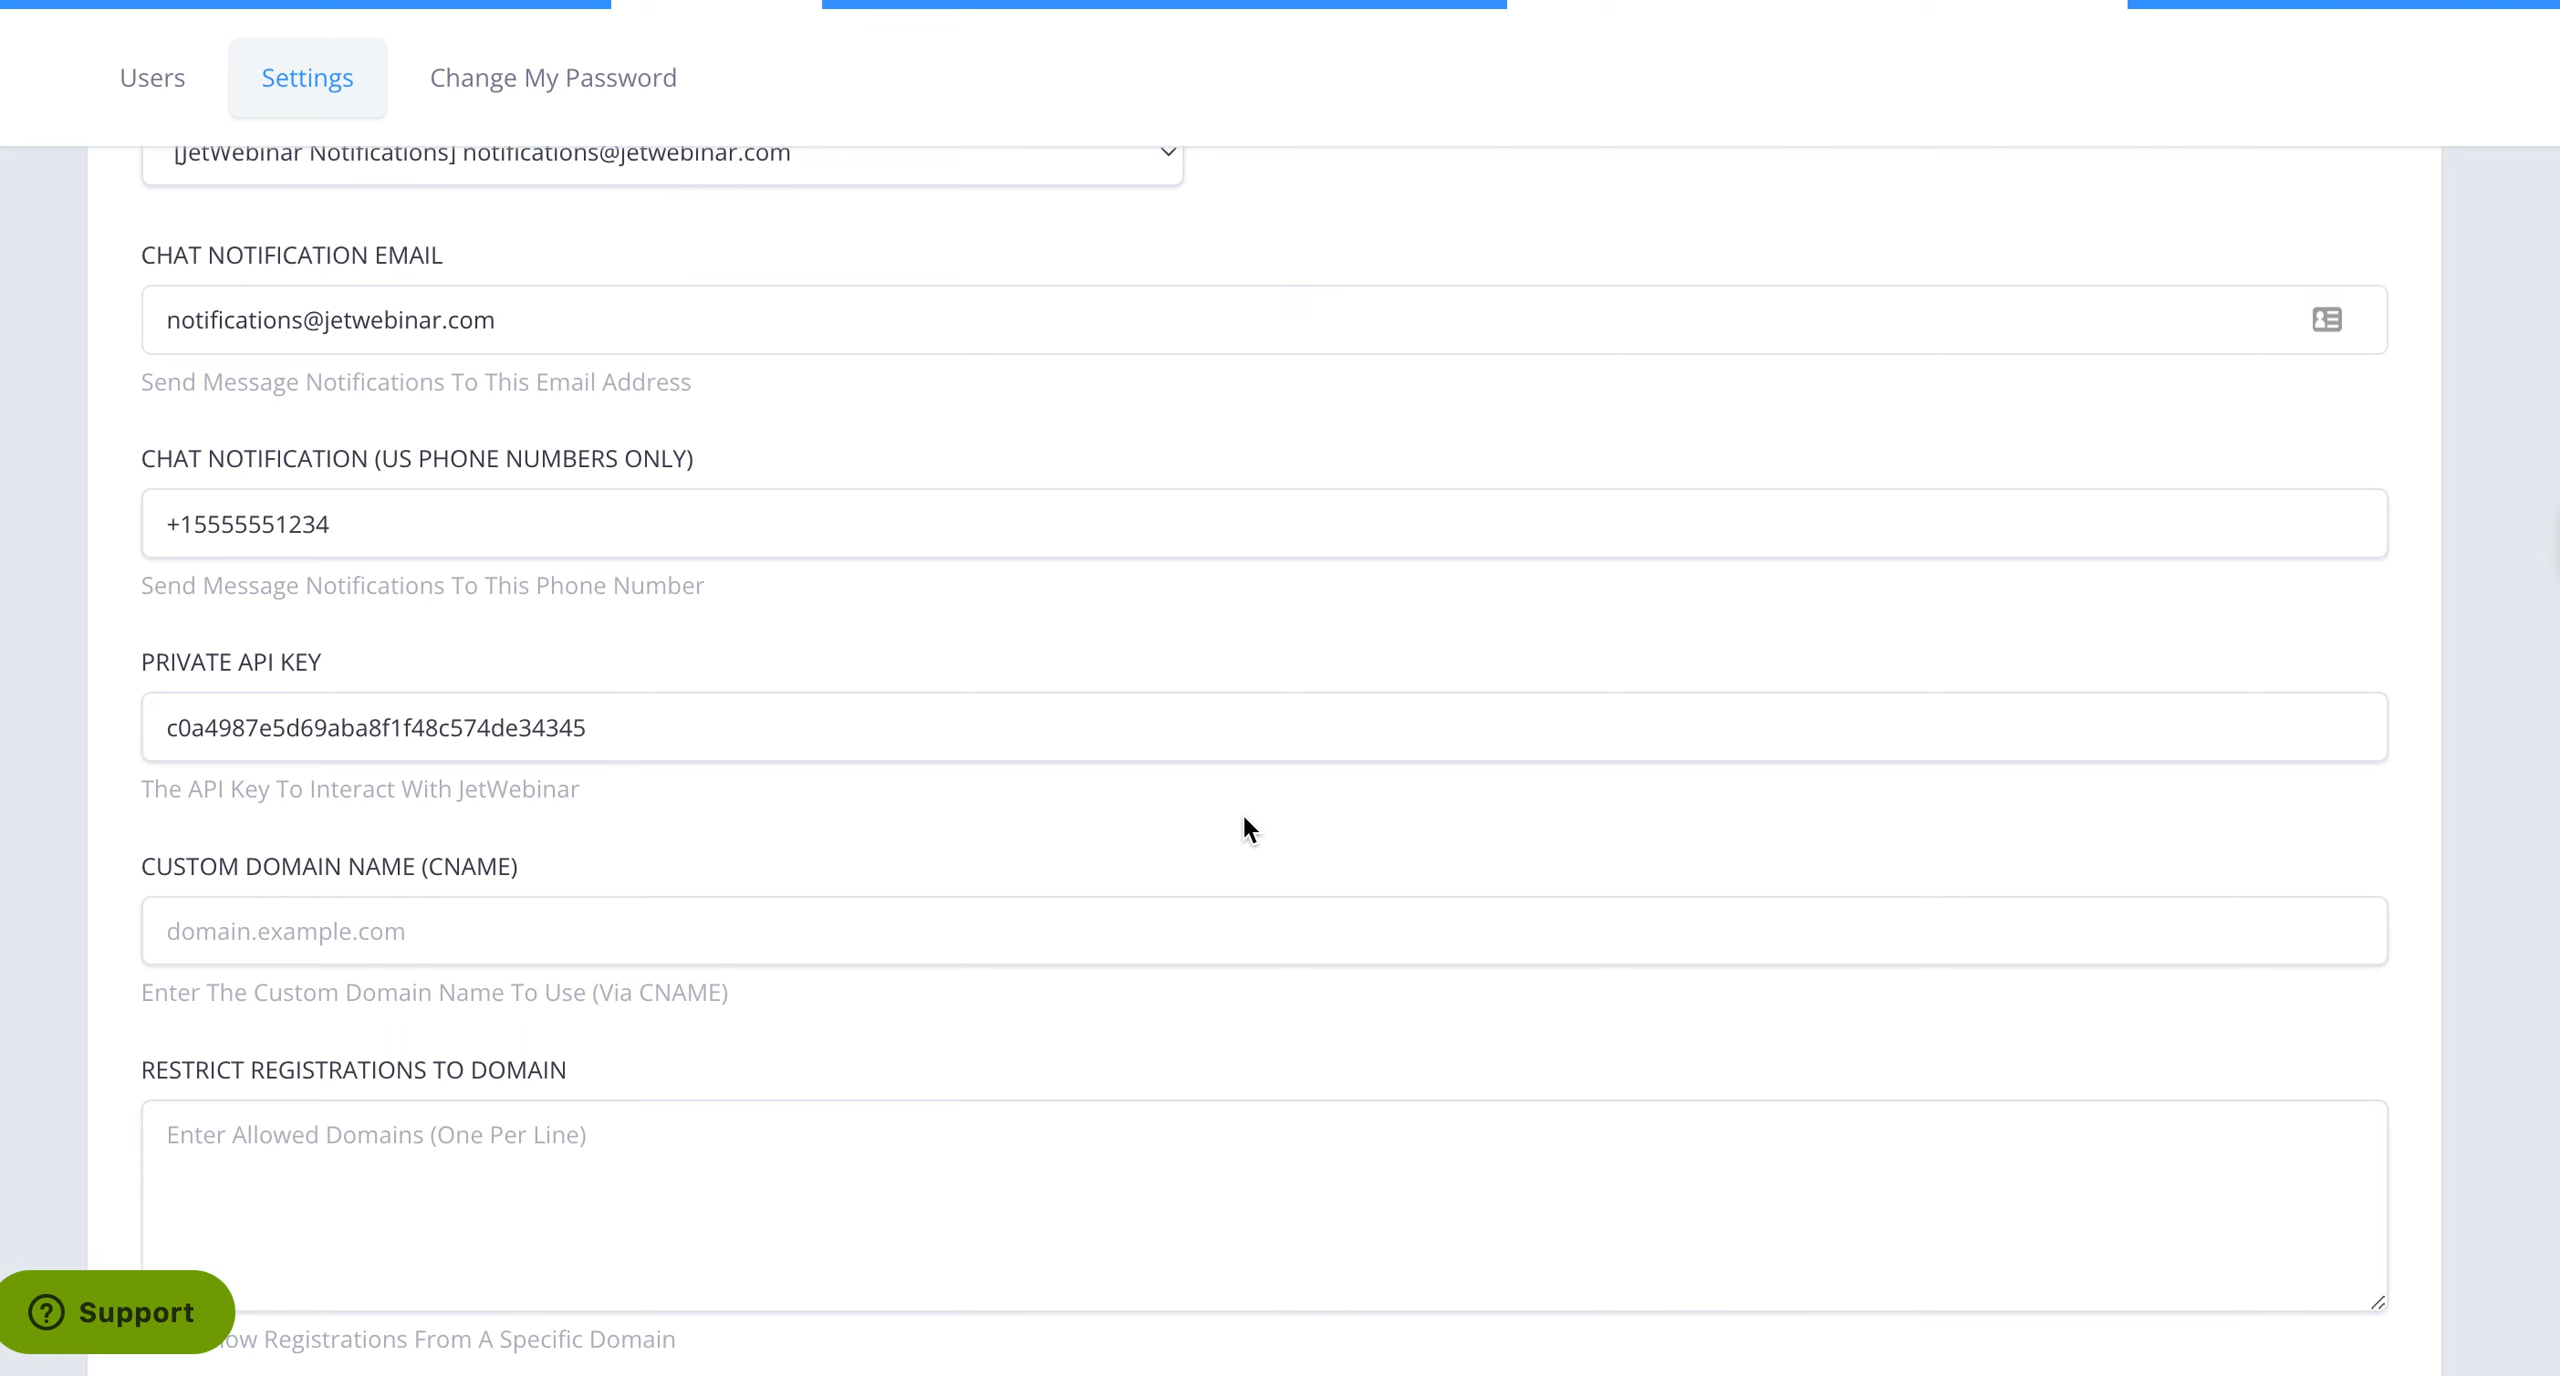 Users
Settings
Change My Password
[JetWebinar Notifications] notifications@jetwebinar.com
CHAT NOTIFICATION EMAIL
notifications@jetwebinar.com
Send Message Notifications To This Email Address
CHAT NOTIFICATION (US PHONE NUMBERS ONLY)
+15555551234
Send Message Notifications To This Phone Number
PRIVATE API KEY
c0a4987e5d69aba8f1f48c574de34345
The API Key To Interact With JetWebinar
CUSTOM DOMAIN NAME (CNAME)
domain.example.com
Enter The Custom Domain Name To Use (Via CNAME)
RESTRICT REGISTRATIONS TO DOMAIN
Enter Allowed Domains (One Per Line)
Support
Registrations From A Specific Domain